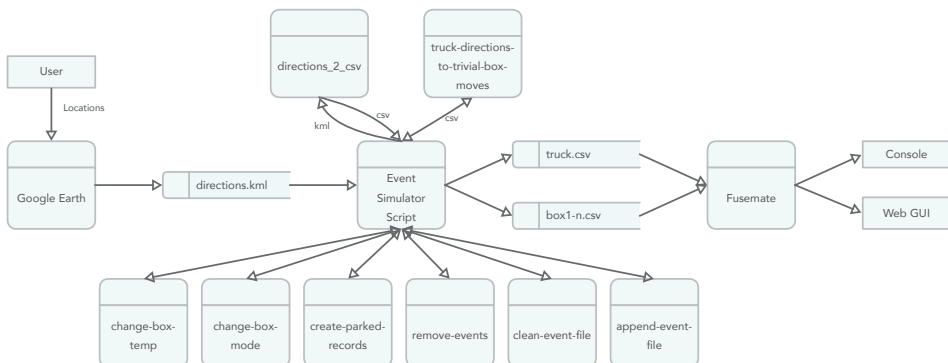 directions_2_csv
truck-directions-
to-trivial-box-
moves
User
Locations
kml
csv
csv
Google Earth
directions.kml
Event
Simulator
Script
truck.csv
box1-n.csv
Fusemate
Console
Web GUI
change-box-
temp
change-box-
mode
create-parked-
records
remove-events
clean-event-file
append-event-
file